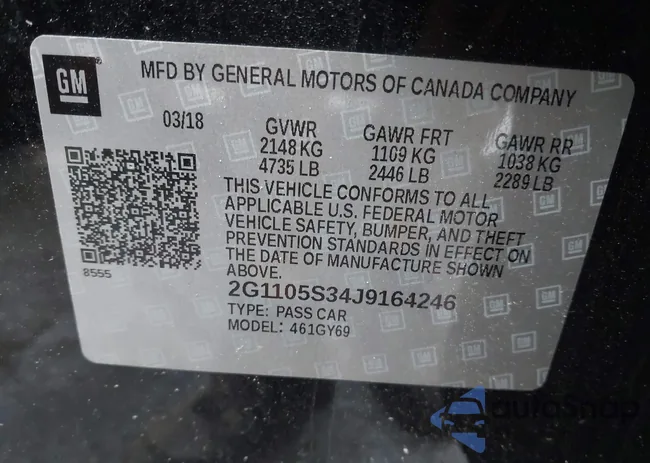 GM
MFD BY GENERAL MOTORS OF CANADA COMPANY
03/18 GVWR GAWR FRT GAWR RR
2148 KG 1109 KG 1038 KG
4735 LB 2446 LB 2289 LB
THIS VEHICLE CONFORMS TO ALL
APPLICABLE U.S. FEDERAL MOTOR
VEHICLE SAFETY, BUMPER, AND THEFT
PREVENTION STANDARDS IN EFFECT ON
THE DATE OF MANUFACTURE SHOWN
ABOVE.
8555
2G1105S34J9164246
TYPE: PASS CAR
MODEL: 461GY69
autoSnap